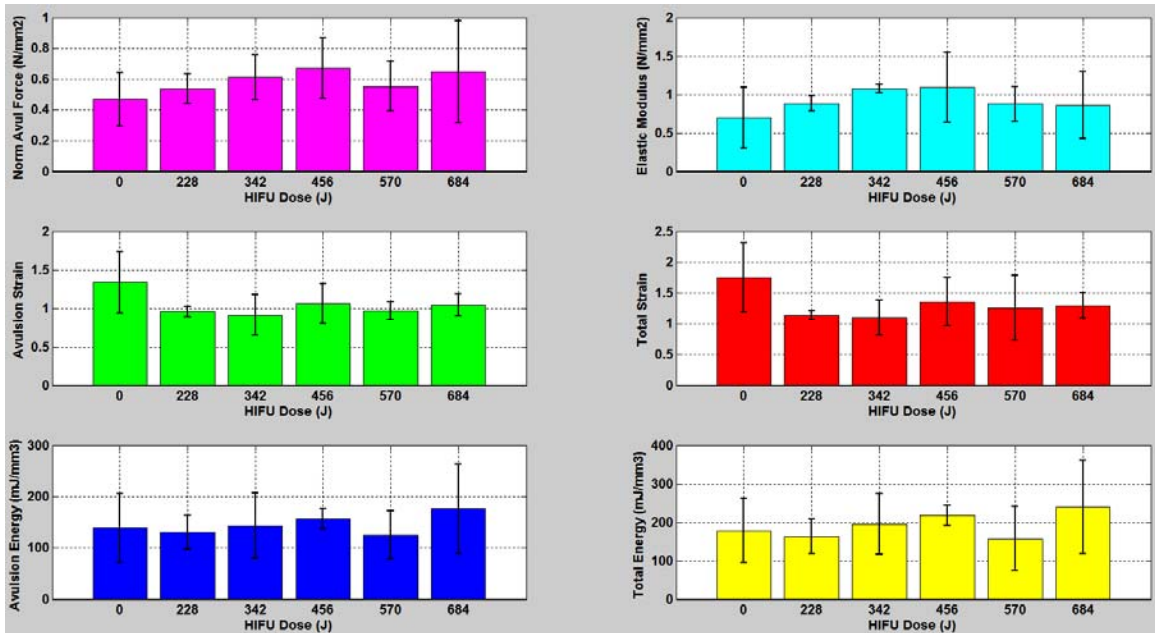 Norm Avul Force (N/mm2)
1
0.8
0.6
0.4
0.2
0
0 228 342 456 570 684
HIFU Dose (J)
Elastic Modulus (N/mm2)
2
1.5
1
0.5
0
0 228 342 456 570 684
HIFU Dose (J)
Avulsion Strain
2
1.5
1
0.5
0
0 228 342 456 570 684
HIFU Dose (J)
Total Strain
2.5
2
1.5
1
0.5
0
0 228 342 456 570 684
HIFU Dose (J)
Avulsion Energy (mJ/mm3)
300
200
100
0
0 228 342 456 570 684
HIFU Dose (J)
Total Energy (mJ/mm3)
400
300
200
100
0
0 228 342 456 570 684
HIFU Dose (J)